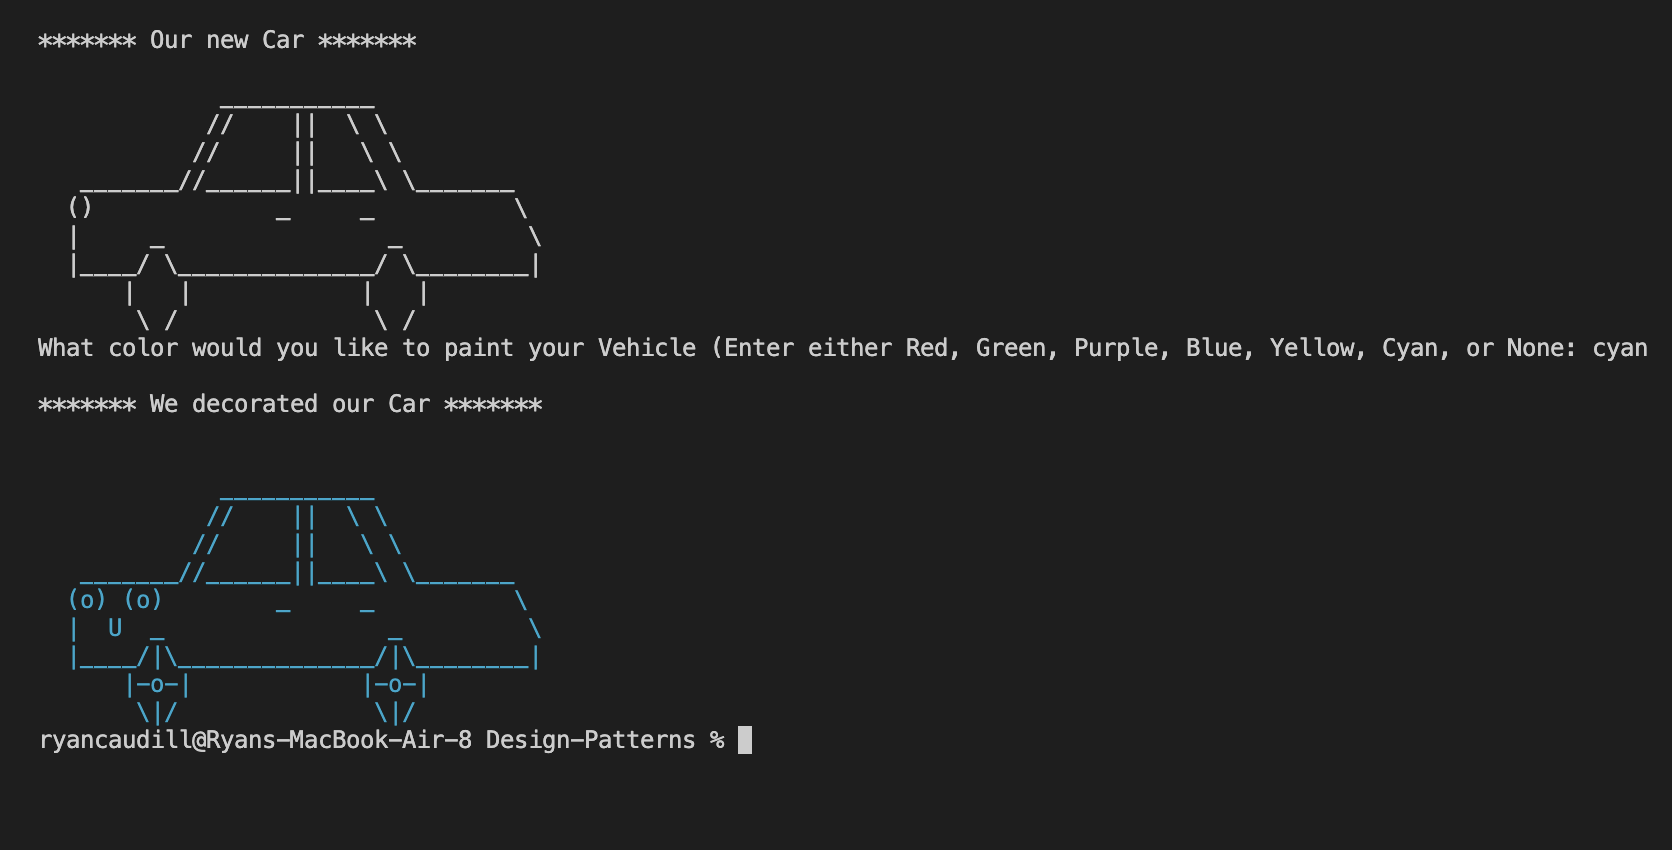 ******* Our new Car *******
             ___________
            //    ||  \ \
           //     ||   \ \
   _______//______||____\ \_______
  ()             _     _          \
  |     _                _         \
  |____/ \______________/ \________|
      |   |            |   |
       \ /              \ /
What color would you like to paint your Vehicle (Enter either Red, Green, Purple, Blue, Yellow, Cyan, or None: cyan
******* We decorated our Car *******
             ___________
            //    ||  \ \
           //     ||   \ \
   _______//______||____\ \_______
  (o) (o)        _     _          \
  |  U  _                _         \
  |____/|\______________/|\________|
      |-o-|            |-o-|
       \|/              \|/
ryancaudill@Ryans-MacBook-Air-8 Design-Patterns %